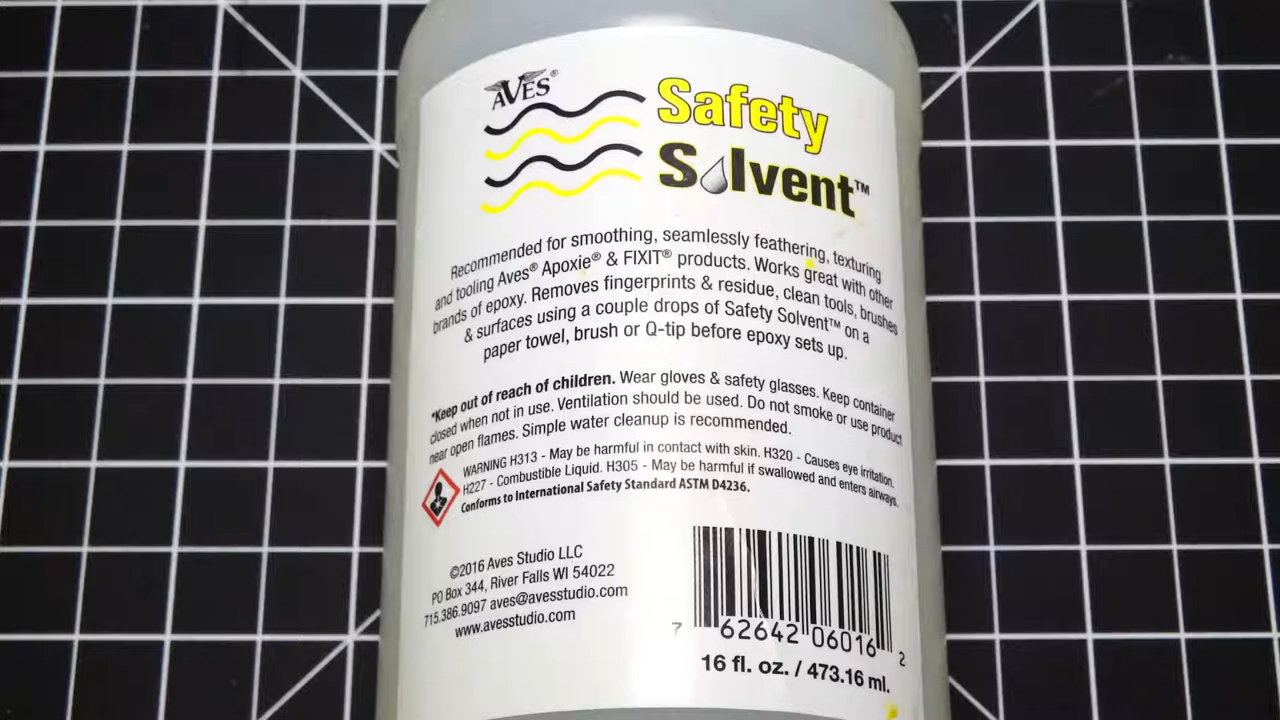 AVES®
Safety
Solvent™
Recommended for smoothing, seamlessly feathering, texturing
and tooling Aves® Apoxie® & FIXIT® products. Works great with other
brands of epoxy. Removes fingerprints & residue, clean tools, brushes
& surfaces using a couple drops of Safety Solvent™ on a
paper towel, brush or Q-tip before epoxy sets up.
*Keep out of reach of children. Wear gloves & safety glasses. Keep container
closed when not in use. Ventilation should be used. Do not smoke or use product
near open flames. Simple water cleanup is recommended.
WARNING H313 - May be harmful in contact with skin. H320 - Causes eye irritation.
H227 - Combustible Liquid. H305 - May be harmful if swallowed and enters airways.
Conforms to International Safety Standard ASTM D4236.
©2016 Aves Studio LLC
PO Box 344, River Falls WI 54022
715.386.9097 aves@avesstudio.com
www.avesstudio.com
7 62642 06016 2
16 fl. oz. / 473.16 ml.